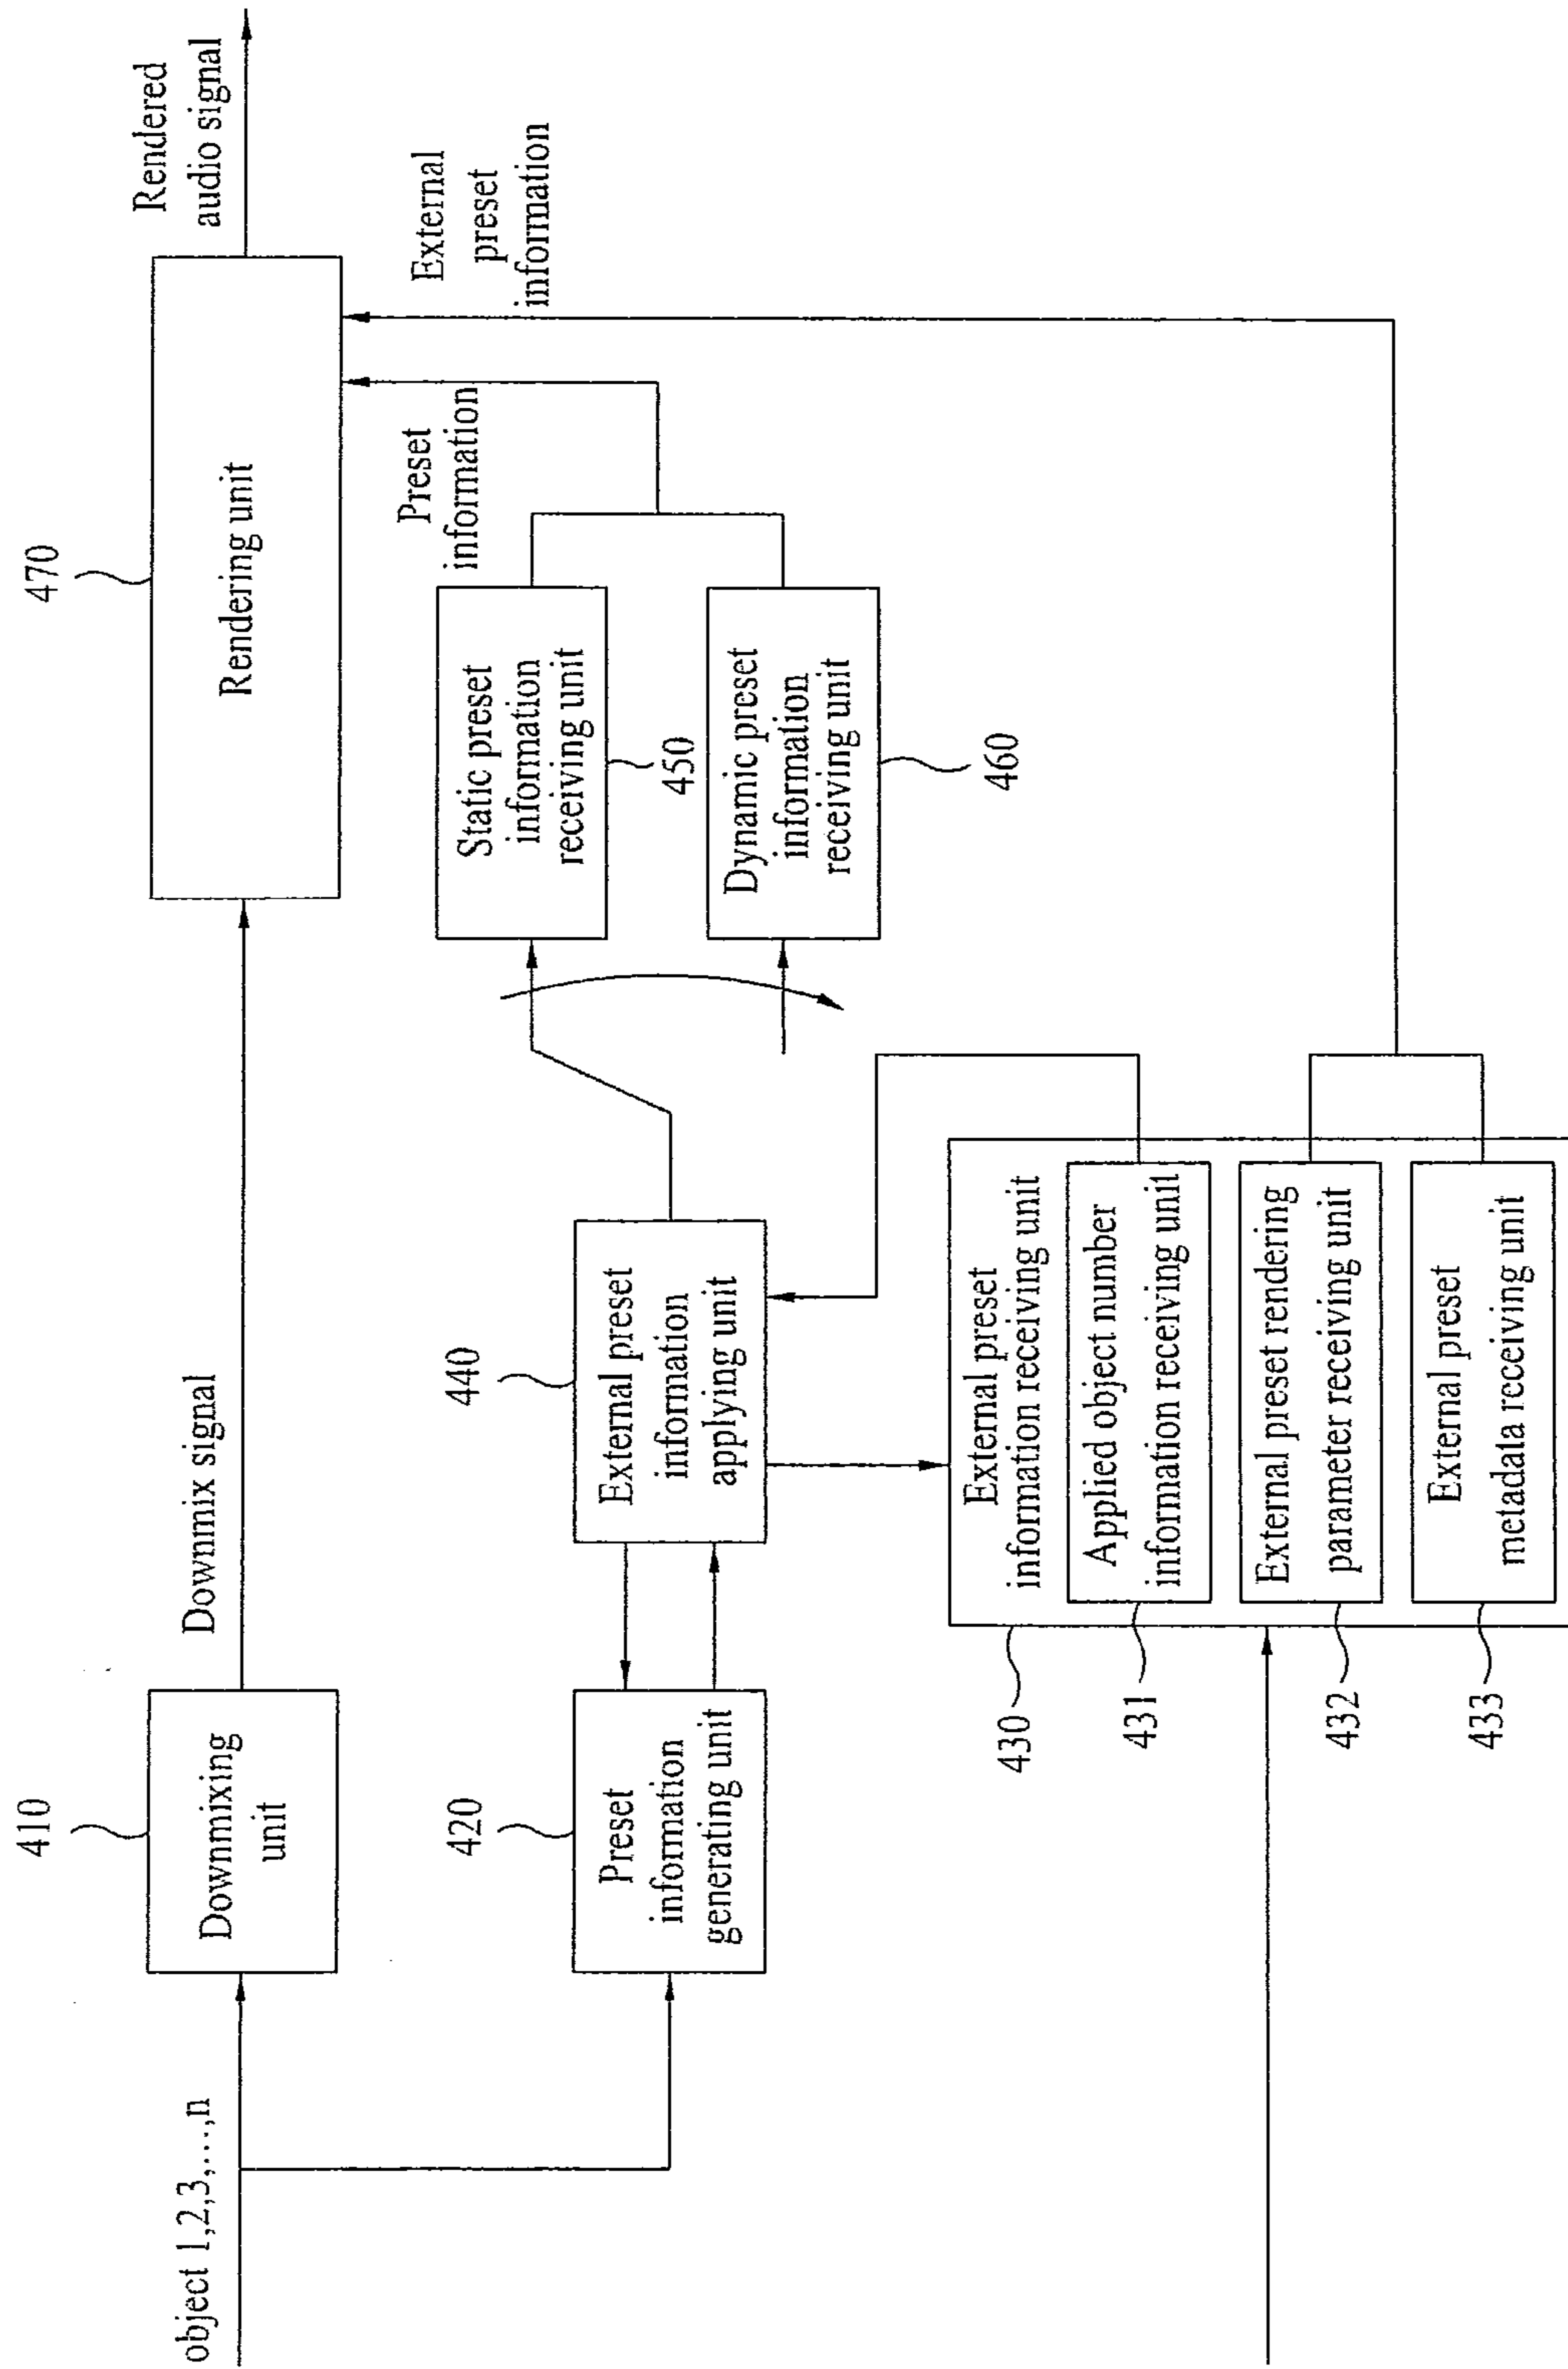 object 1,2,3,...,n
410
Downmixing
unit
Downmix signal
470
Rendering unit
Rendered
audio signal
420
Preset
information
generating unit
440
External preset
information
applying unit
Static preset
information
receiving unit
450
Dynamic preset
information
receiving unit
460
Preset
information
External
preset
information
430
External preset
information receiving unit
431
Applied object number
information receiving unit
432
External preset rendering
parameter receiving unit
433
External preset
metadata receiving unit